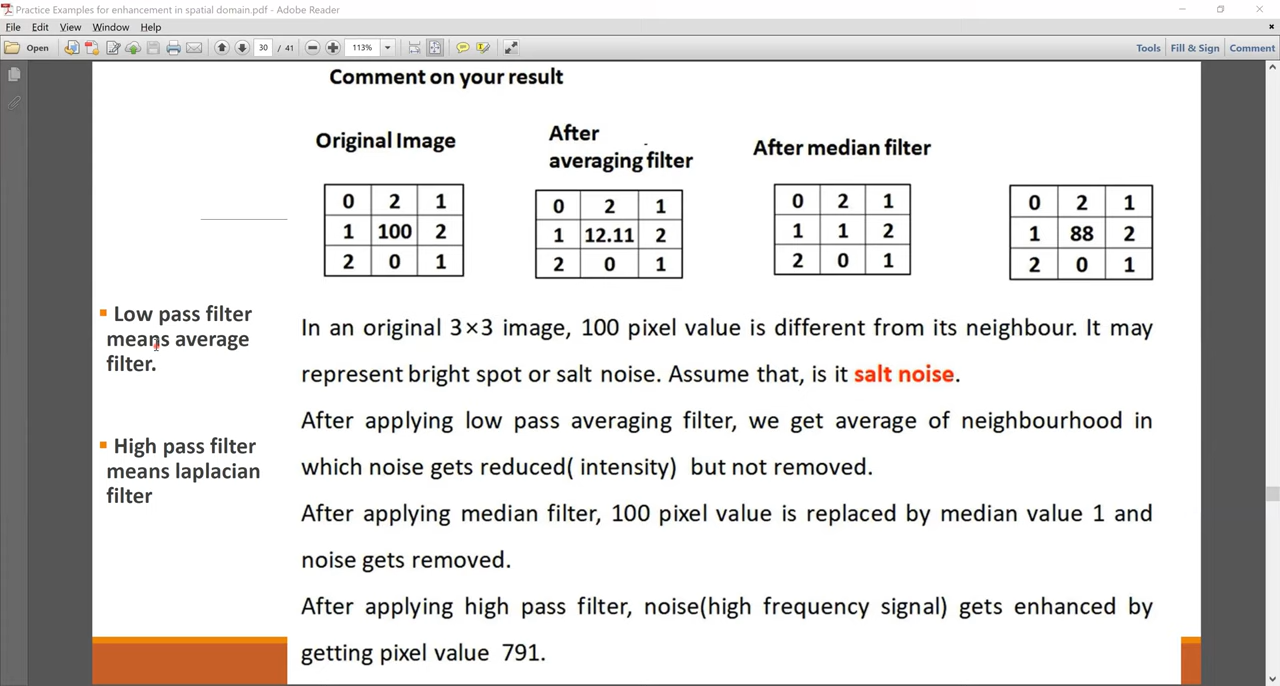 Practice Examples for enhancement in spatial domain.pdf - Adobe Reader
File Edit View Window Help
Open 30 / 41 113% Tools Fill & Sign Comment
Comment on your result
Original Image
After
averaging filter
After median filter
0 2 1
1 100 2
2 0 1
0 2 1
1 12.11 2
2 0 1
0 2 1
1 1 2
2 0 1
0 2 1
1 88 2
2 0 1
Low pass filter
means average
filter.
High pass filter
means laplacian
filter
In an original 3×3 image, 100 pixel value is different from its neighbour. It may
represent bright spot or salt noise. Assume that, is it salt noise.
After applying low pass averaging filter, we get average of neighbourhood in
which noise gets reduced( intensity) but not removed.
After applying median filter, 100 pixel value is replaced by median value 1 and
noise gets removed.
After applying high pass filter, noise(high frequency signal) gets enhanced by
getting pixel value 791.